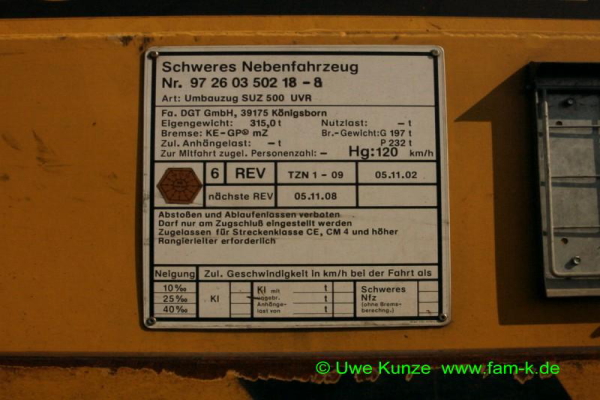 Schweres Nebenfahrzeug
Nr. 97 26 03 502 18 - 8
Art: Umbauzug SUZ 500 UVR
Fa. DGT GmbH, 39175 Königsborn
Eigengewicht: 315,0 t Nutzlast: – t
Bremse: KE-GP® mZ Br.-Gewicht: G 197 t
Zul. Anhängelast: – t P 232 t
Zur Mitfahrt zugel. Personenzahl: – Hg: 120 km/h
6 REV TZN 1 - 09 05.11.02
nächste REV 05.11.08
Abstoßen und Ablaufenlassen verboten
Darf nur am Zugschluß eingestellt werden
Zugelassen für Streckenklasse CE, CM 4 und höher
Rangierleiter erforderlich
Neigung Zul. Geschwindigkeit in km/h bei der Fahrt als
10 ‰ Kl Kl mit t Schweres
25 ‰ zugebr. t Nfz
40 ‰ Anhänge- last von t (ohne Bremsberechng.)
© Uwe Kunze www.fam-k.de